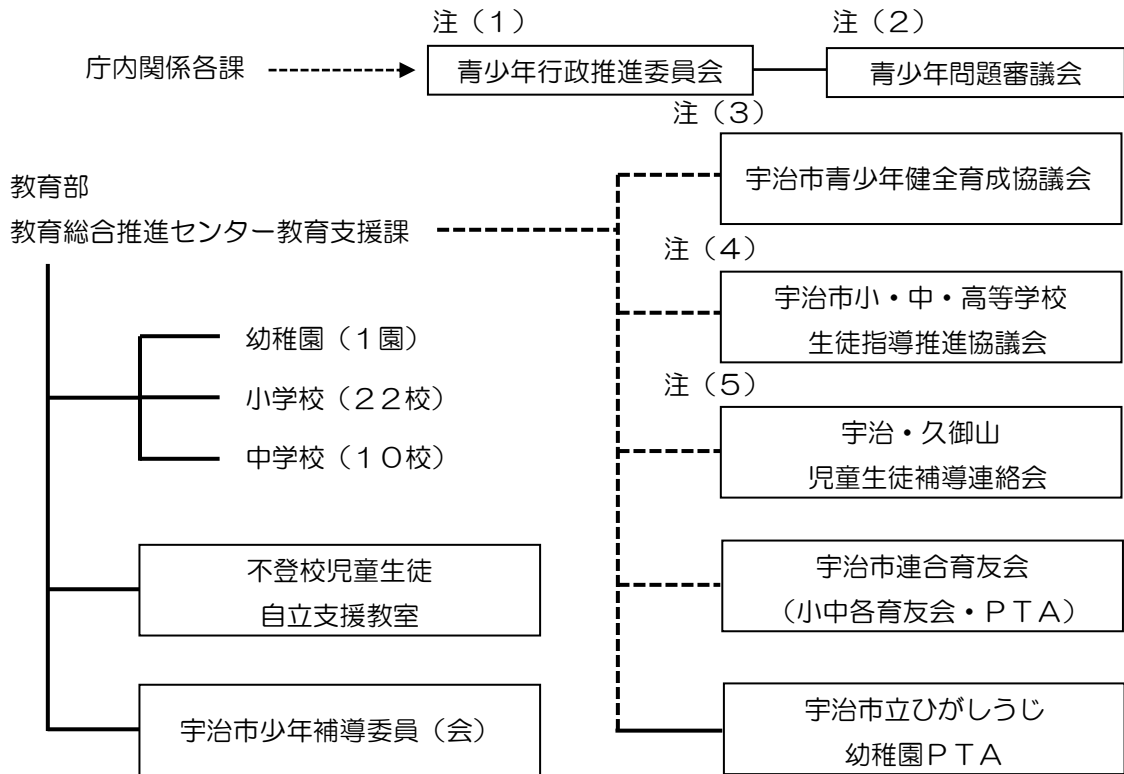 注（１）
注（２）
庁内関係各課
青少年行政推進委員会
青少年問題審議会
注（３）
宇治市青少年健全育成協議会
教育部
教育総合推進センター教育支援課
注（４）
宇治市小・中・高等学校
生徒指導推進協議会
幼稚園（１園）
小学校（２２校）
中学校（１０校）
注（５）
宇治・久御山
児童生徒補導連絡会
不登校児童生徒
自立支援教室
宇治市連合育友会
（小中各育友会・ＰＴＡ）
宇治市少年補導委員（会）
宇治市立ひがしうじ
幼稚園ＰＴＡ